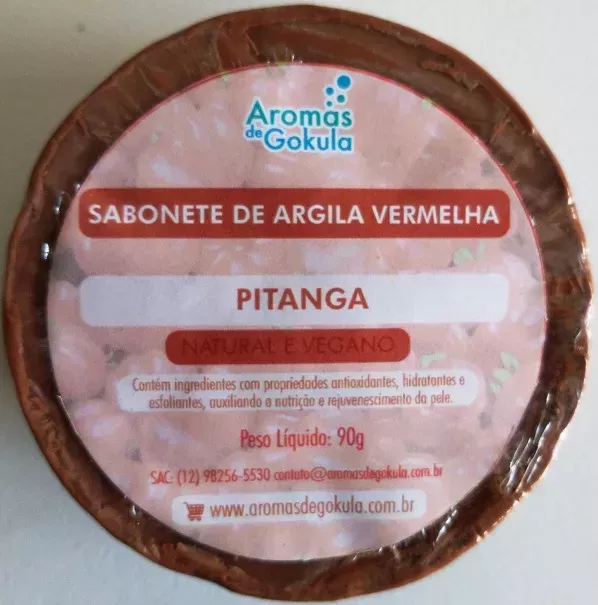 Aromas
de Gokula
SABONETE DE ARGILA VERMELHA
PITANGA
NATURAL E VEGANO
Contém ingredientes com propriedades antioxidantes, hidratantes e
esfoliantes, auxiliando a nutrição e rejuvenescimento da pele.
Peso Líquido: 90g
SAC: (12) 98256-5530 contato@aromasdegokula.com.br
www.aromasdegokula.com.br